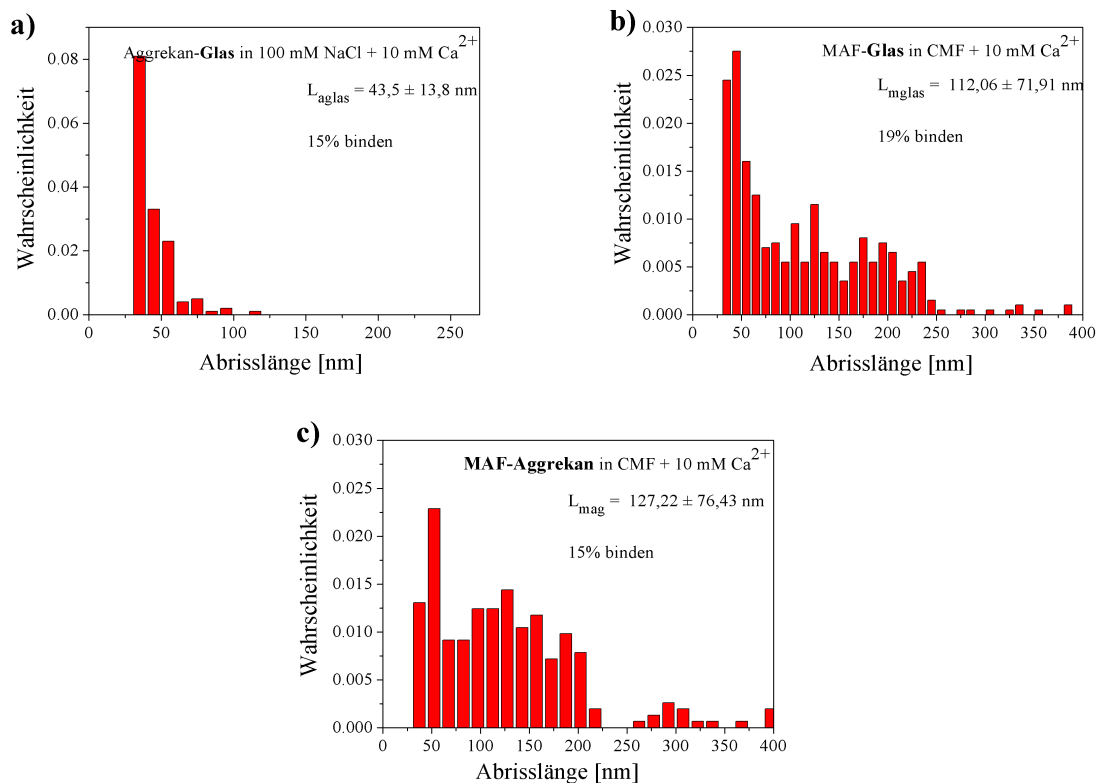 a)
Aggrekan-Glas in 100 mM NaCl + 10 mM Ca2+
Laglas = 43,5 ± 13,8 nm
15% binden
Wahrscheinlichkeit
0.08
0.06
0.04
0.02
0.00
0 50 100 150 200 250
Abrisslänge [nm]
b)
MAF-Glas in CMF + 10 mM Ca2+
Lmglas = 112,06 ± 71,91 nm
19% binden
Wahrscheinlichkeit
0.030
0.025
0.020
0.015
0.010
0.005
0.000
0 50 100 150 200 250 300 350 400
Abrisslänge [nm]
c)
MAF-Aggrekan in CMF + 10 mM Ca2+
Lmag = 127,22 ± 76,43 nm
15% binden
Wahrscheinlichkeit
0.030
0.025
0.020
0.015
0.010
0.005
0.000
0 50 100 150 200 250 300 350 400
Abrisslänge [nm]